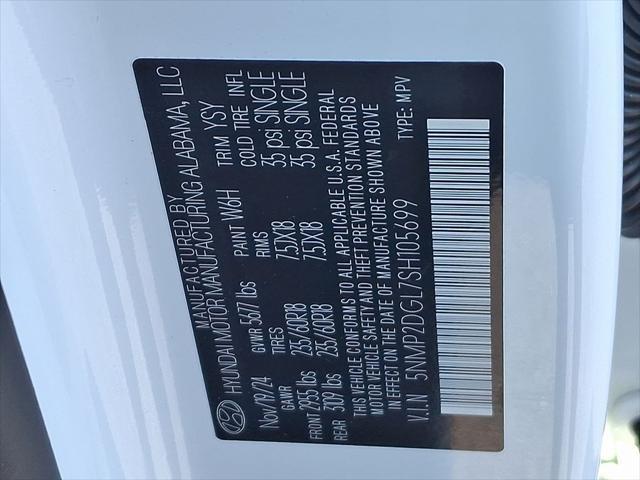 MANUFACTURED BY
HYUNDAI MOTOR MANUFACTURING ALABAMA, LLC
Nov/19/24 GVWR 5677 lbs PAINT W6H TRIM YSY
GAWR TIRES RIMS COLD TIRE INFL
FRONT 2955 lbs 235/60R18 7.5JX18 35 psi SINGLE
REAR 3109 lbs 235/60R18 7.5JX18 35 psi SINGLE
THIS VEHICLE CONFORMS TO ALL APPLICABLE U.S.A. FEDERAL
MOTOR VEHICLE SAFETY AND THEFT PREVENTION STANDARDS
IN EFFECT ON THE DATE OF MANUFACTURE SHOWN ABOVE
V.I.N 5NMP2DGL7SH105699 TYPE: MPV